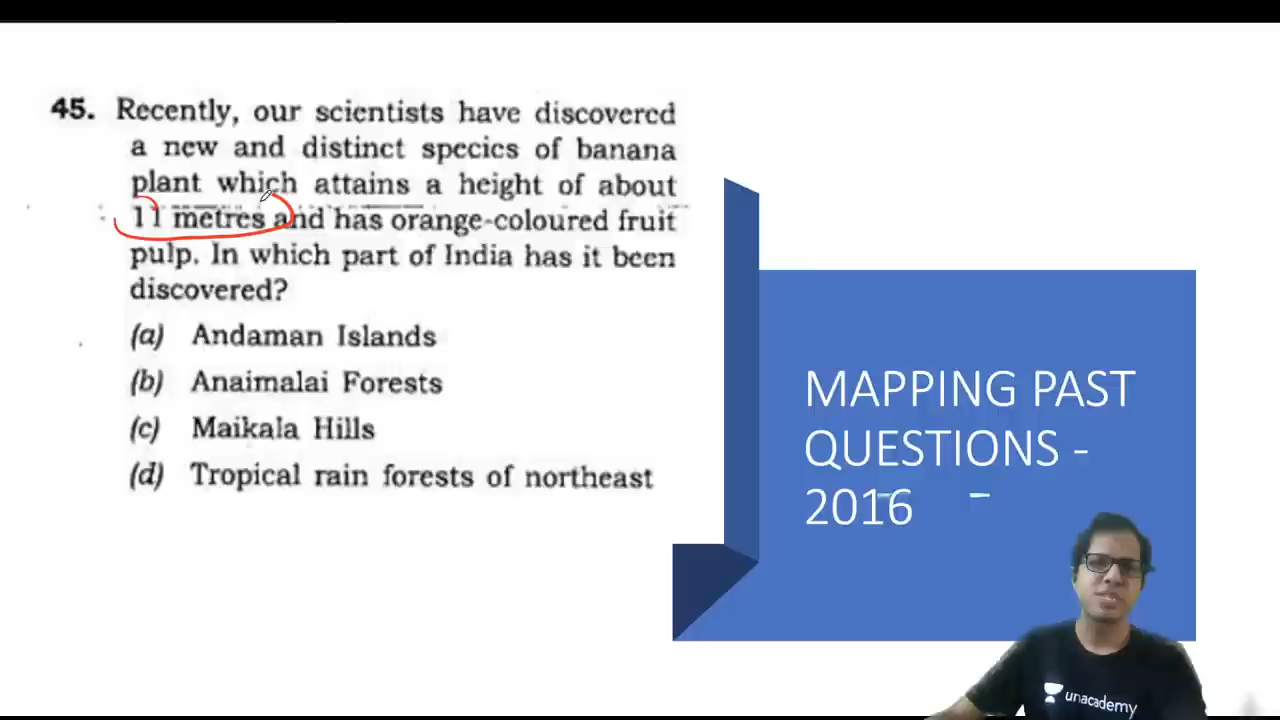 45. Recently, our scientists have discovered
a new and distinct species of banana
plant which attains a height of about
11 metres and has orange-coloured fruit
pulp. In which part of India has it been
discovered?
(a) Andaman Islands
(b) Anaimalai Forests
(c) Maikala Hills
(d) Tropical rain forests of northeast
MAPPING PAST
QUESTIONS -
2016
unacademy